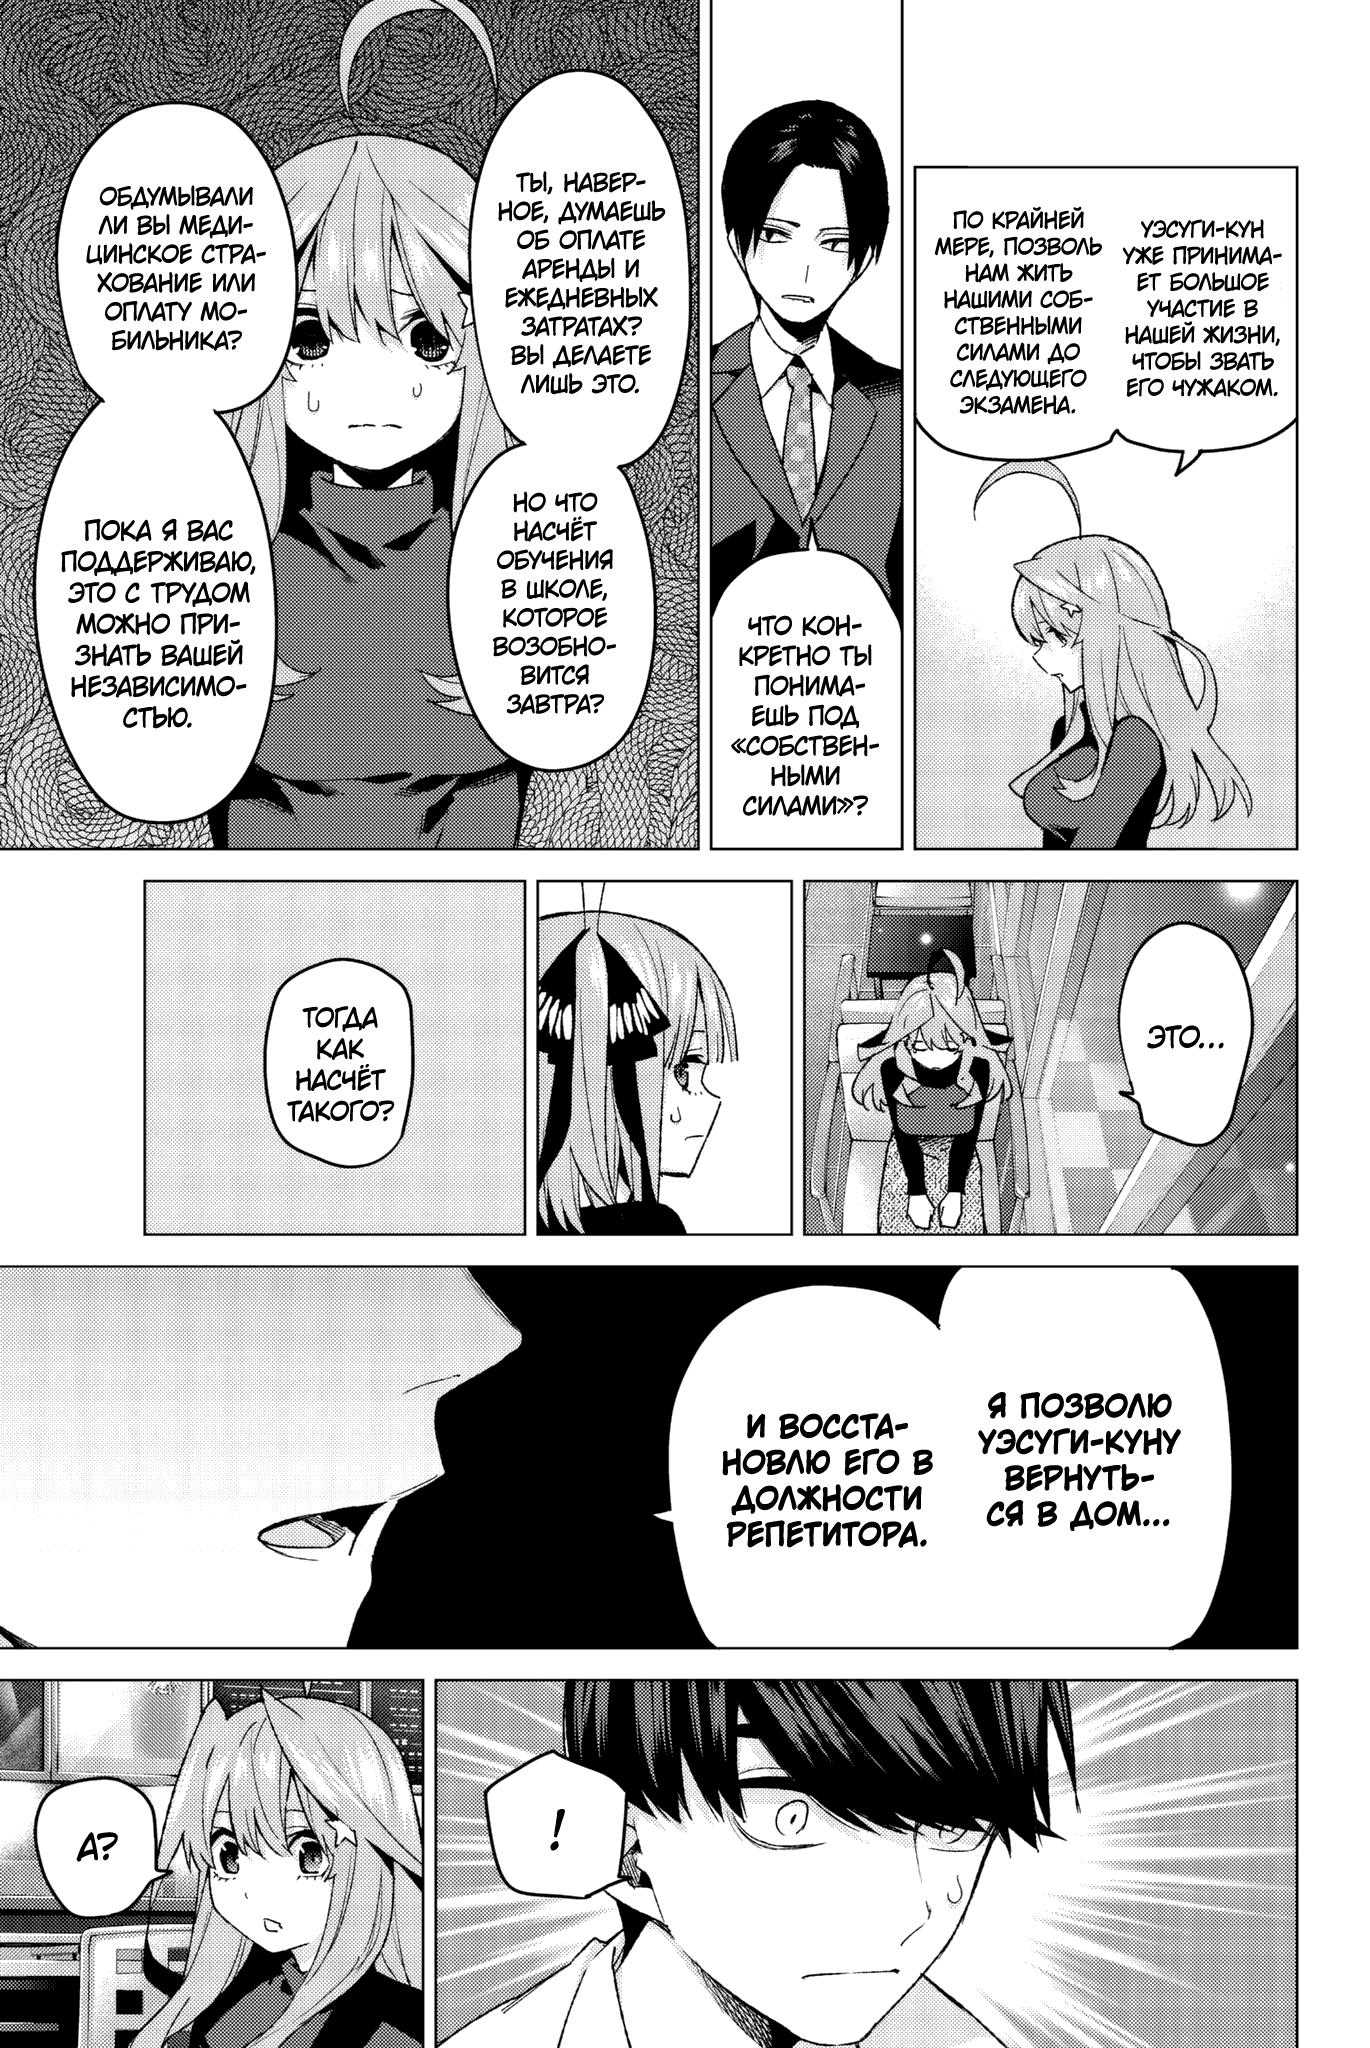 УЭСУГИ-КУН
УЖЕ ПРИНИМА-
ЕТ БОЛЬШОЕ
УЧАСТИЕ В
НАШЕЙ ЖИЗНИ,
ЧТОБЫ ЗВАТЬ
ЕГО ЧУЖАКОМ.
ПО КРАЙНЕЙ
МЕРЕ, ПОЗВОЛЬ
НАМ ЖИТЬ
НАШИМИ СОБ-
СТВЕННЫМИ
СИЛАМИ ДО
СЛЕДУЮЩЕГО
ЭКЗАМЕНА.
ЧТО КОН-
КРЕТНО ТЫ
ПОНИМА-
ЕШЬ ПОД
«СОБСТВЕН-
НЫМИ
СИЛАМИ»?
ТЫ, НАВЕР-
НОЕ, ДУМАЕШЬ
ОБ ОПЛАТЕ
АРЕНДЫ И
ЕЖЕДНЕВНЫХ
ЗАТРАТАХ?
ВЫ ДЕЛАЕТЕ
ЛИШЬ ЭТО.
НО ЧТО
НАСЧЁТ
ОБУЧЕНИЯ
В ШКОЛЕ,
КОТОРОЕ
ВОЗОБНО-
ВИТСЯ
ЗАВТРА?
ОБДУМЫВАЛИ
ЛИ ВЫ МЕДИ-
ЦИНСКОЕ СТРА-
ХОВАНИЕ ИЛИ
ОПЛАТУ МО-
БИЛЬНИКА?
ПОКА Я ВАС
ПОДДЕРЖИВАЮ,
ЭТО С ТРУДОМ
МОЖНО ПРИ-
ЗНАТЬ ВАШЕЙ
НЕЗАВИСИМО-
СТЬЮ.
ЭТО...
ТОГДА
КАК
НАСЧЁТ
ТАКОГО?
Я ПОЗВОЛЮ
УЭСУГИ-КУНУ
ВЕРНУТЬ-
СЯ В ДОМ...
И ВОССТА-
НОВЛЮ ЕГО В
ДОЛЖНОСТИ
РЕПЕТИТОРА.
!
А?